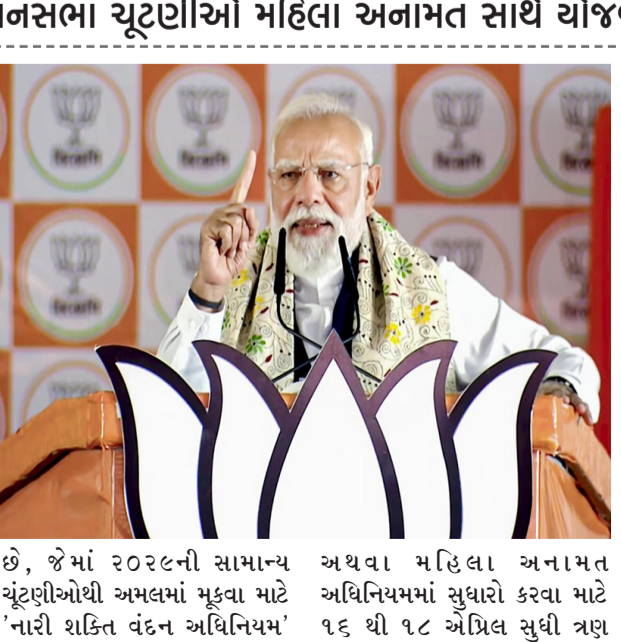 ચૂંટણીઓ મહિલા અનામત સાથે
છે, જેમાં ૨૦૨૯ની સામાન્ય
ચૂંટણીઓથી અમલમાં મૂકવા માટે
'નારી શક્તિ વંદન અધિનિયમ'
અથવા મહિલા અનામત
અધિનિયમમાં સુધારો કરવા માટે
૧૬ થી ૧૮ એપ્રિલ સુધી ત્રણ